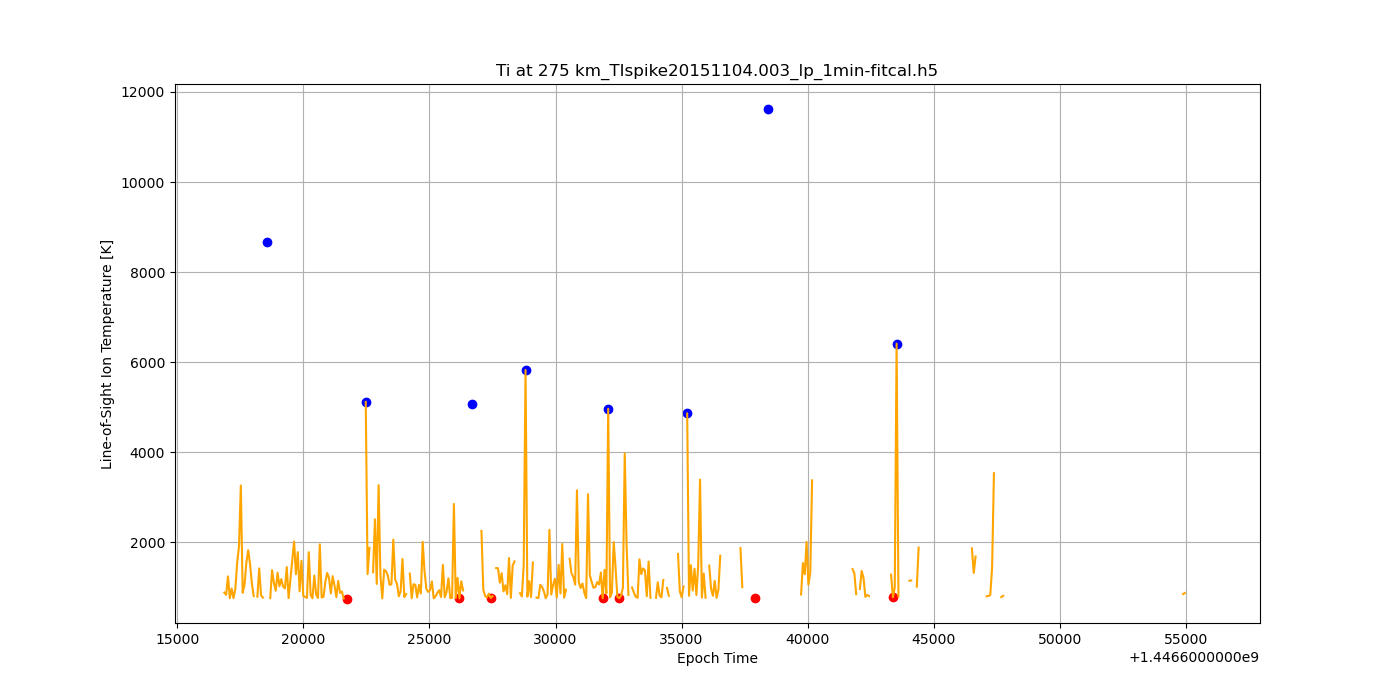 Ti at 275 km_TIspike20151104.003_lp_1min-fitcal.h5
Line-of-Sight Ion Temperature [K]
12000
10000
8000
6000
4000
2000
15000 20000 25000 30000 35000 40000 45000 50000 55000
Epoch Time
+1.4466000000e9